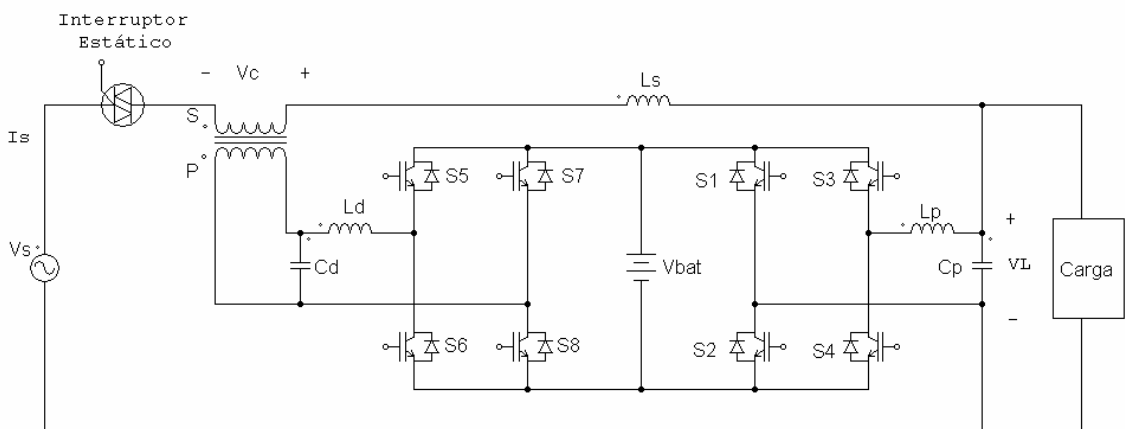 Interruptor
Estático
- Vc +
Ls
Is
S
P
S5
S7
S1
S3
Ld
Lp
+
Vs
Cd
Vbat
Cp
VL
Carga
-
S6
S8
S2
S4